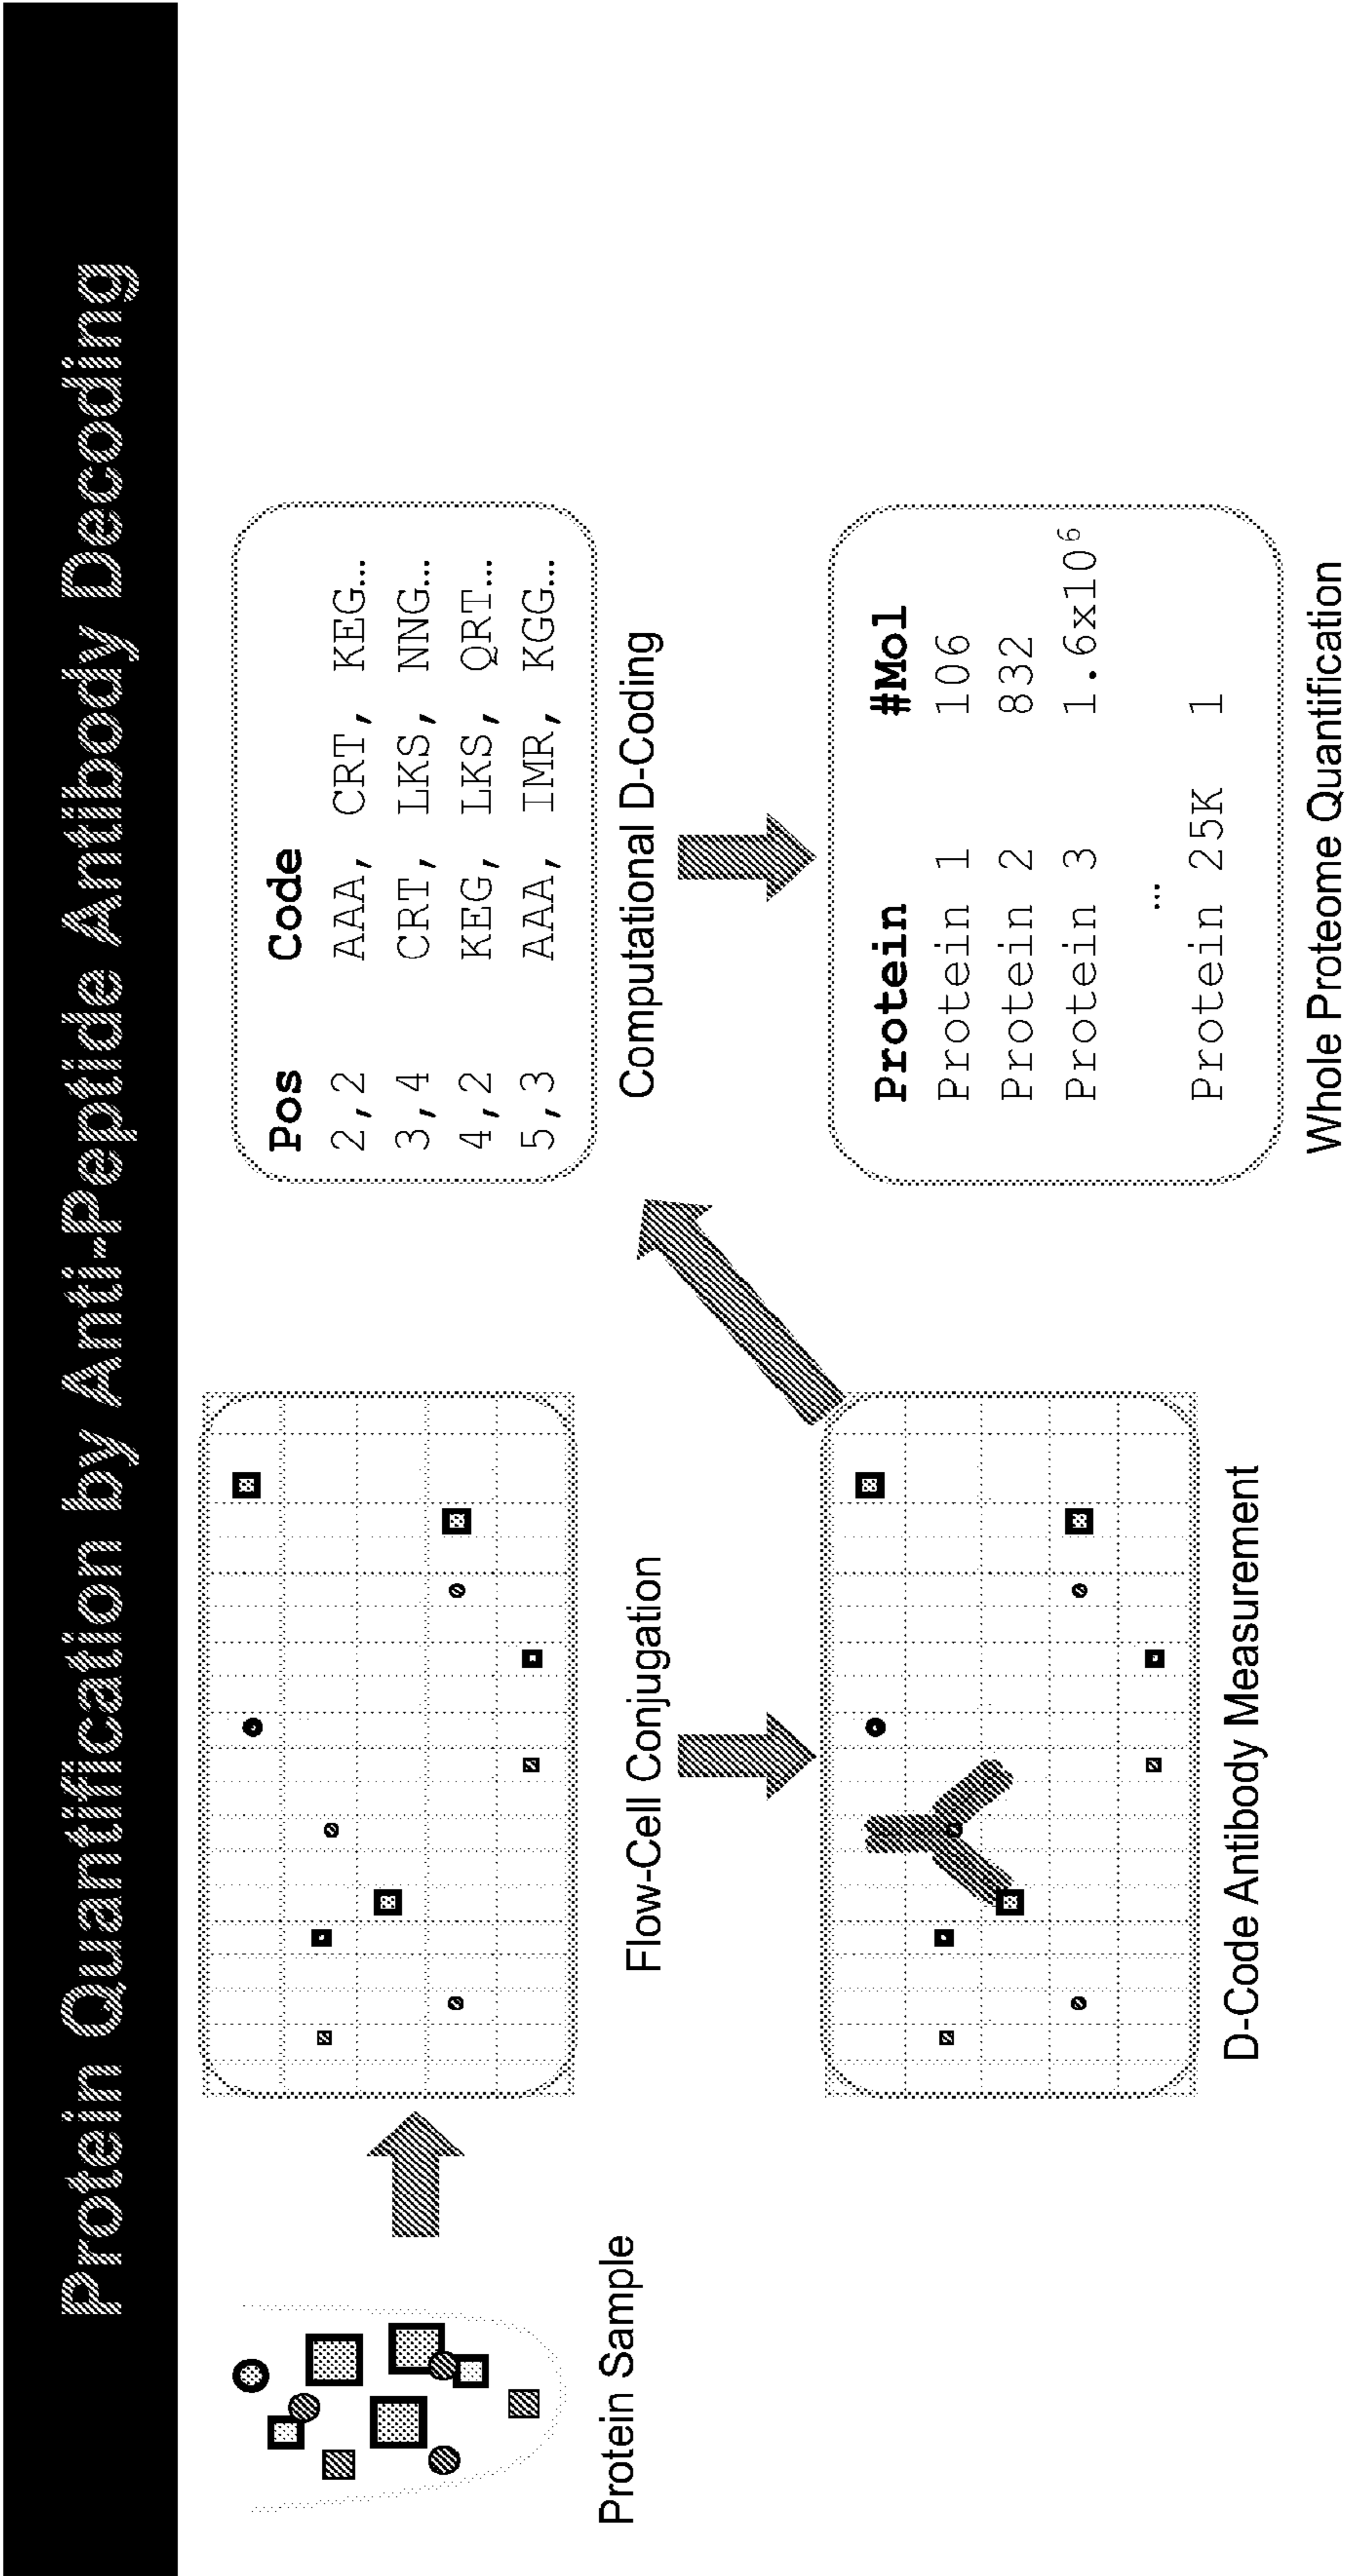 Protein Quantification by Anti-Peptide Antibody Decoding
Protein Sample
Flow-Cell Conjugation
D-Code Antibody Measurement
Pos Code
2,2 AAA, CRT, KEG...
3,4 CRT, LKS, NNG...
4,2 KEG, LKS, QRT...
5,3 AAA, IMR, KGG...
Computational D-Coding
Protein #Mol
Protein 1 106
Protein 2 832
Protein 3 1.6x10⁶
...
Protein 25K 1
Whole Proteome Quantification